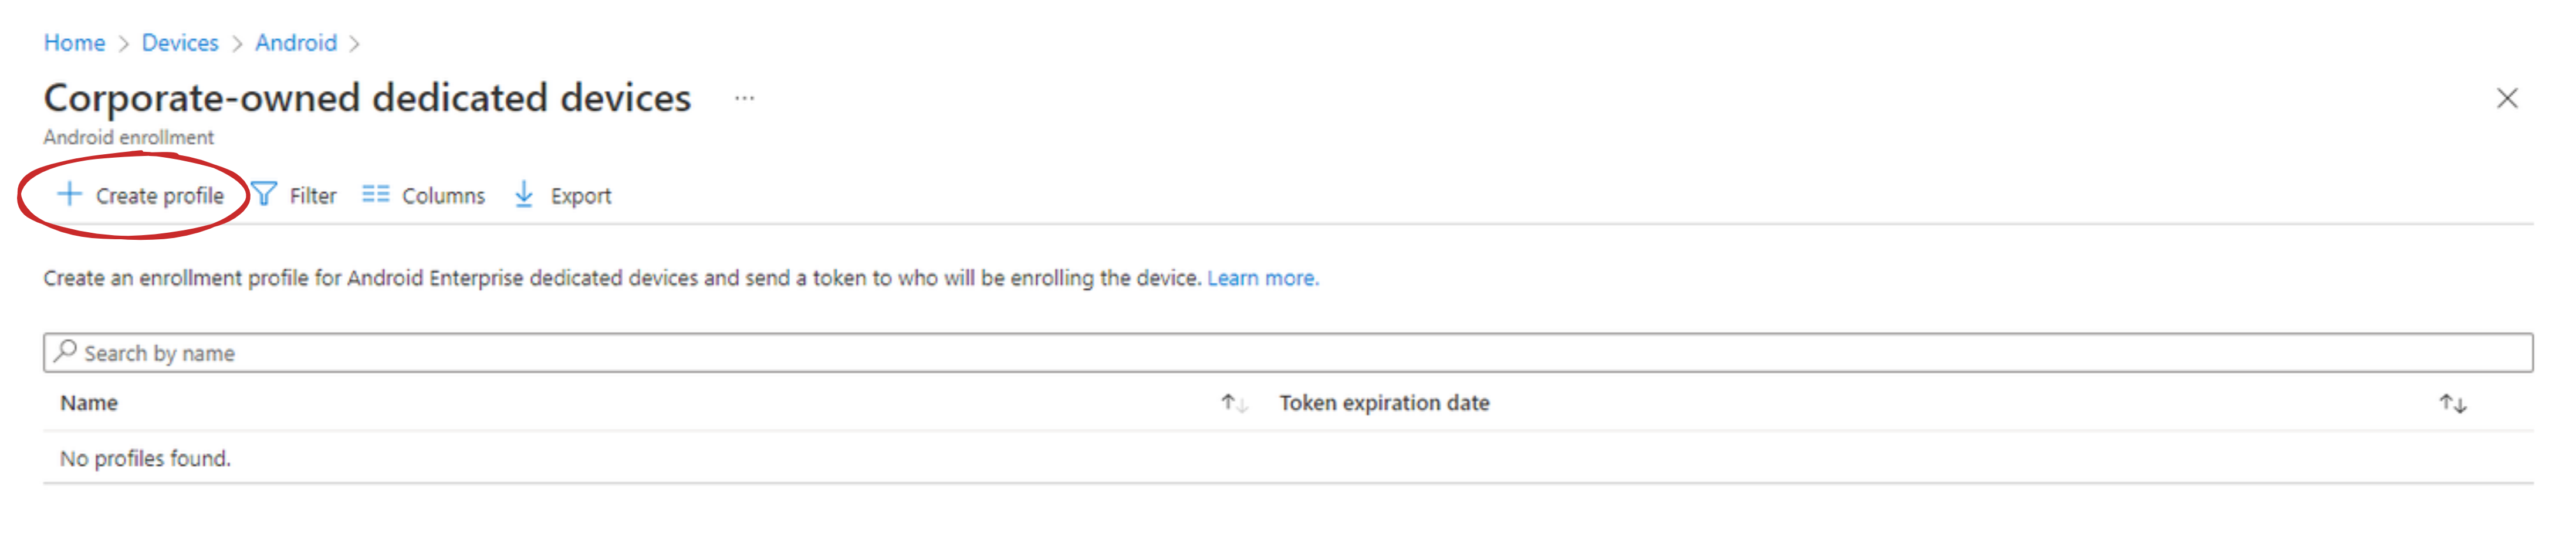 Home > Devices > Android >
Corporate-owned dedicated devices ...
Android enrollment
+ Create profile Filter Columns Export
Create an enrollment profile for Android Enterprise dedicated devices and send a token to who will be enrolling the device. Learn more.
Search by name
Name ↑↓ Token expiration date ↑↓
No profiles found.